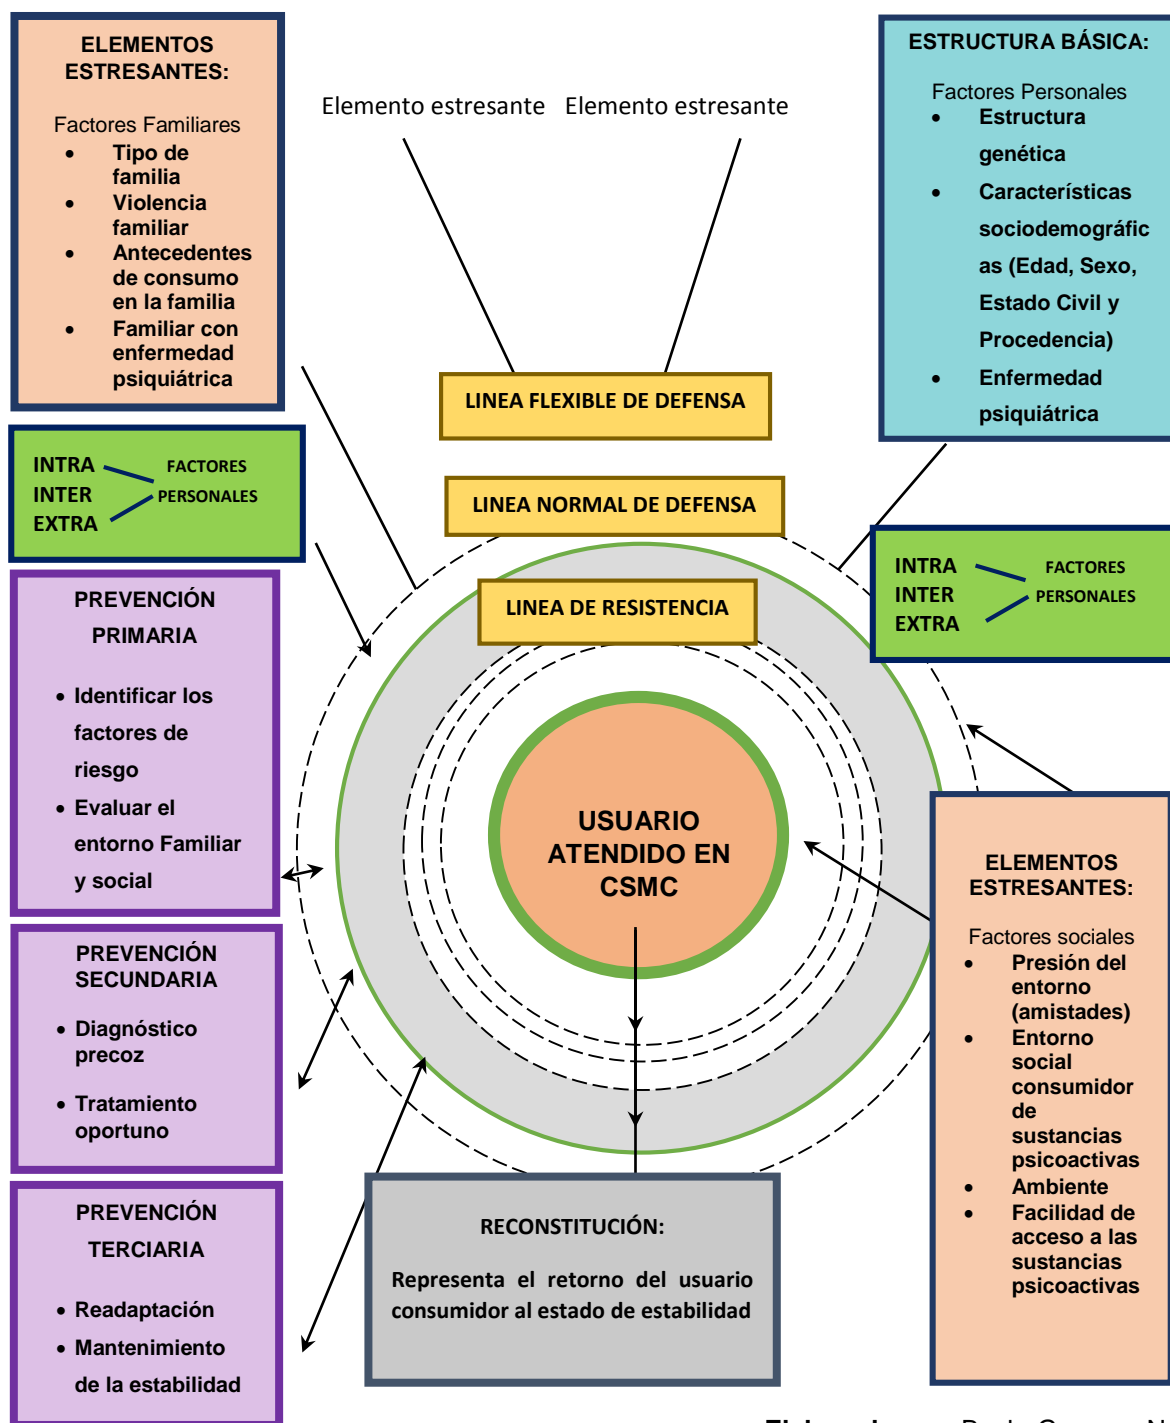 ELEMENTOS
ESTRESANTES:
Factores Familiares
• Tipo de
familia
• Violencia
familiar
• Antecedentes
de consumo
en la familia
• Familiar con
enfermedad
psiquiátrica
Elemento estresante Elemento estresante
ESTRUCTURA BÁSICA:
Factores Personales
• Estructura
genética
• Características
sociodemográfic
as (Edad, Sexo,
Estado Civil y
Procedencia)
• Enfermedad
psiquiátrica
LINEA FLEXIBLE DE DEFENSA
LINEA NORMAL DE DEFENSA
LINEA DE RESISTENCIA
INTRA FACTORES
INTER PERSONALES
EXTRA
INTRA FACTORES
INTER PERSONALES
EXTRA
PREVENCIÓN
PRIMARIA
• Identificar los
factores de
riesgo
• Evaluar el
entorno Familiar
y social
USUARIO
ATENDIDO EN
CSMC
PREVENCIÓN
SECUNDARIA
• Diagnóstico
precoz
• Tratamiento
oportuno
ELEMENTOS
ESTRESANTES:
Factores sociales
• Presión del
entorno
(amistades)
• Entorno
social
consumidor
de
sustancias
psicoactivas
• Ambiente
• Facilidad de
acceso a las
sustancias
psicoactivas
PREVENCIÓN
TERCIARIA
• Readaptación
• Mantenimiento
de la estabilidad
RECONSTITUCIÓN:
Representa el retorno del usuario
consumidor al estado de estabilidad